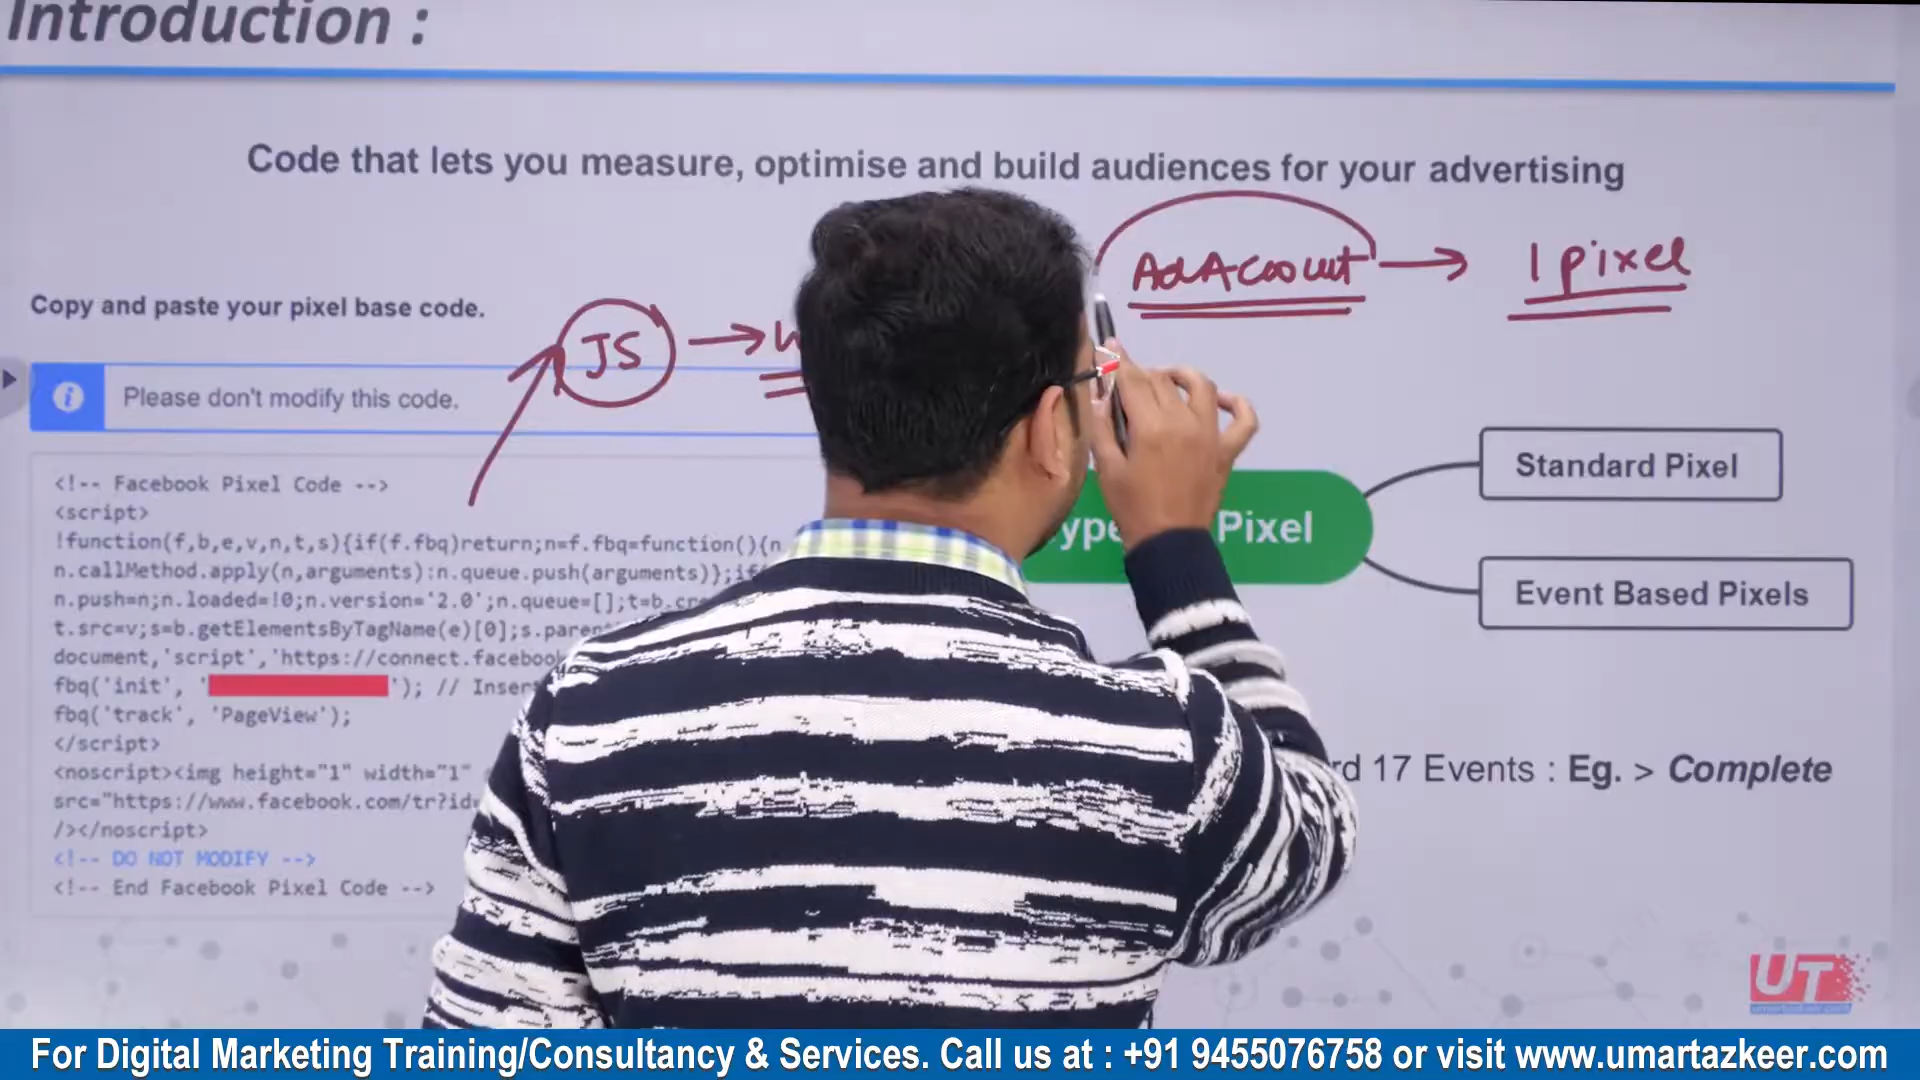 Introduction :
Code that lets you measure, optimise and build audiences for your advertising
AdAccount → 1 pixel
Copy and paste your pixel base code.
JS →
Please don't modify this code.
<!-- Facebook Pixel Code -->
<script>
!function(f,b,e,v,n,t,s){if(f.fbq)return;n=f.fbq=function(){n
n.callMethod.apply(n,arguments):n.queue.push(arguments)};if
n.push=n;n.loaded=!0;n.version='2.0';n.queue=[];t=b.cre
t.src=v;s=b.getElementsByTagName(e)[0];s.paren
document,'script','https://connect.facebook
fbq('init', ' '); // Insert
fbq('track', 'PageView');
</script>
<noscript><img height="1" width="1"
src="https://www.facebook.com/tr?id=
/></noscript>
<!-- DO NOT MODIFY -->
<!-- End Facebook Pixel Code -->
Pixel
Standard Pixel
Event Based Pixels
17 Events : Eg. > Complete
UT
For Digital Marketing Training/Consultancy & Services. Call us at : +91 9455076758 or visit www.umartazkeer.com